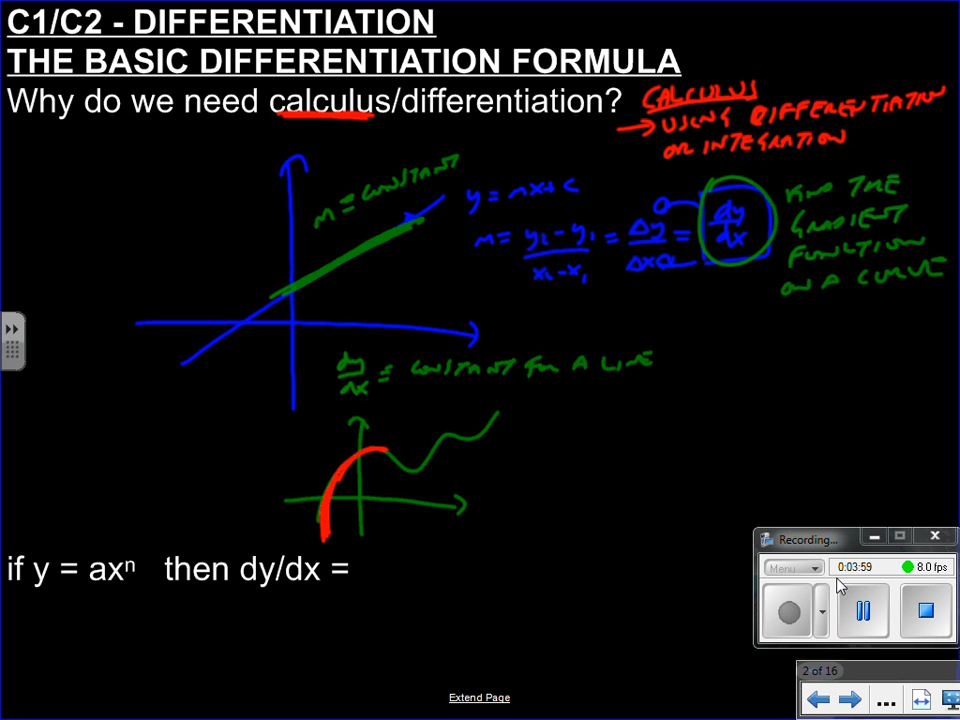 C1/C2 - DIFFERENTIATION
THE BASIC DIFFERENTIATION FORMULA
Why do we need calculus/differentiation?
CALCULUS
→ USING DIFFERENTIATION
OR INTEGRATION
m = CONSTANT
y = mx + c
m = y₂ - y₁ / x₂ - x₁ = Δy / Δx = dy / dx
FIND THE
GRADIENT
FUNCTION
ON A CURVE
dy / dx = CONSTANT FOR A LINE
if y = axⁿ then dy/dx =
Recording...
Menu
0:03:59
8.0 fps
2 of 16
...
Extend Page